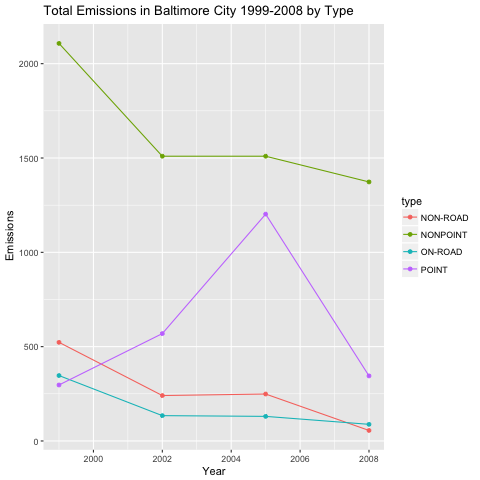 Total Emissions in Baltimore City 1999-2008 by Type
2000
1500
1000
500
0
Emissions
2000
2002
2004
2006
2008
Year
type
NON-ROAD
NONPOINT
ON-ROAD
POINT